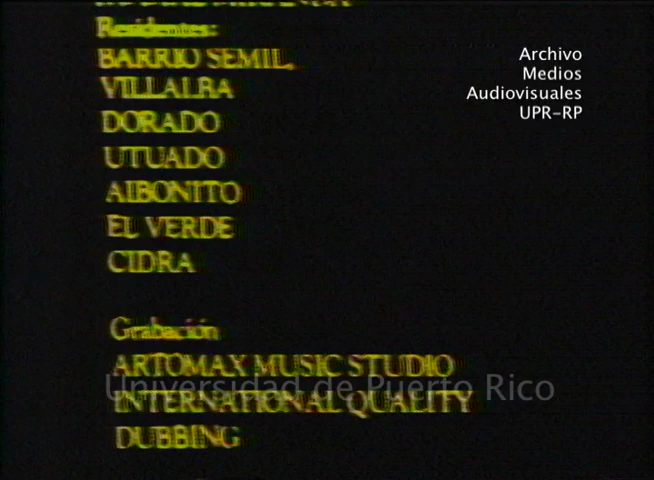 Residentes:
BARRIO SEMIL,
VILLALBA
DORADO
UTUADO
AIBONITO
EL VERDE
CIDRA
Grabación
ARTOMAX MUSIC STUDIO
INTERNATIONAL QUALITY
DUBBING
Archivo
Medios
Audiovisuales
UPR-RP
Universidad de Puerto Rico